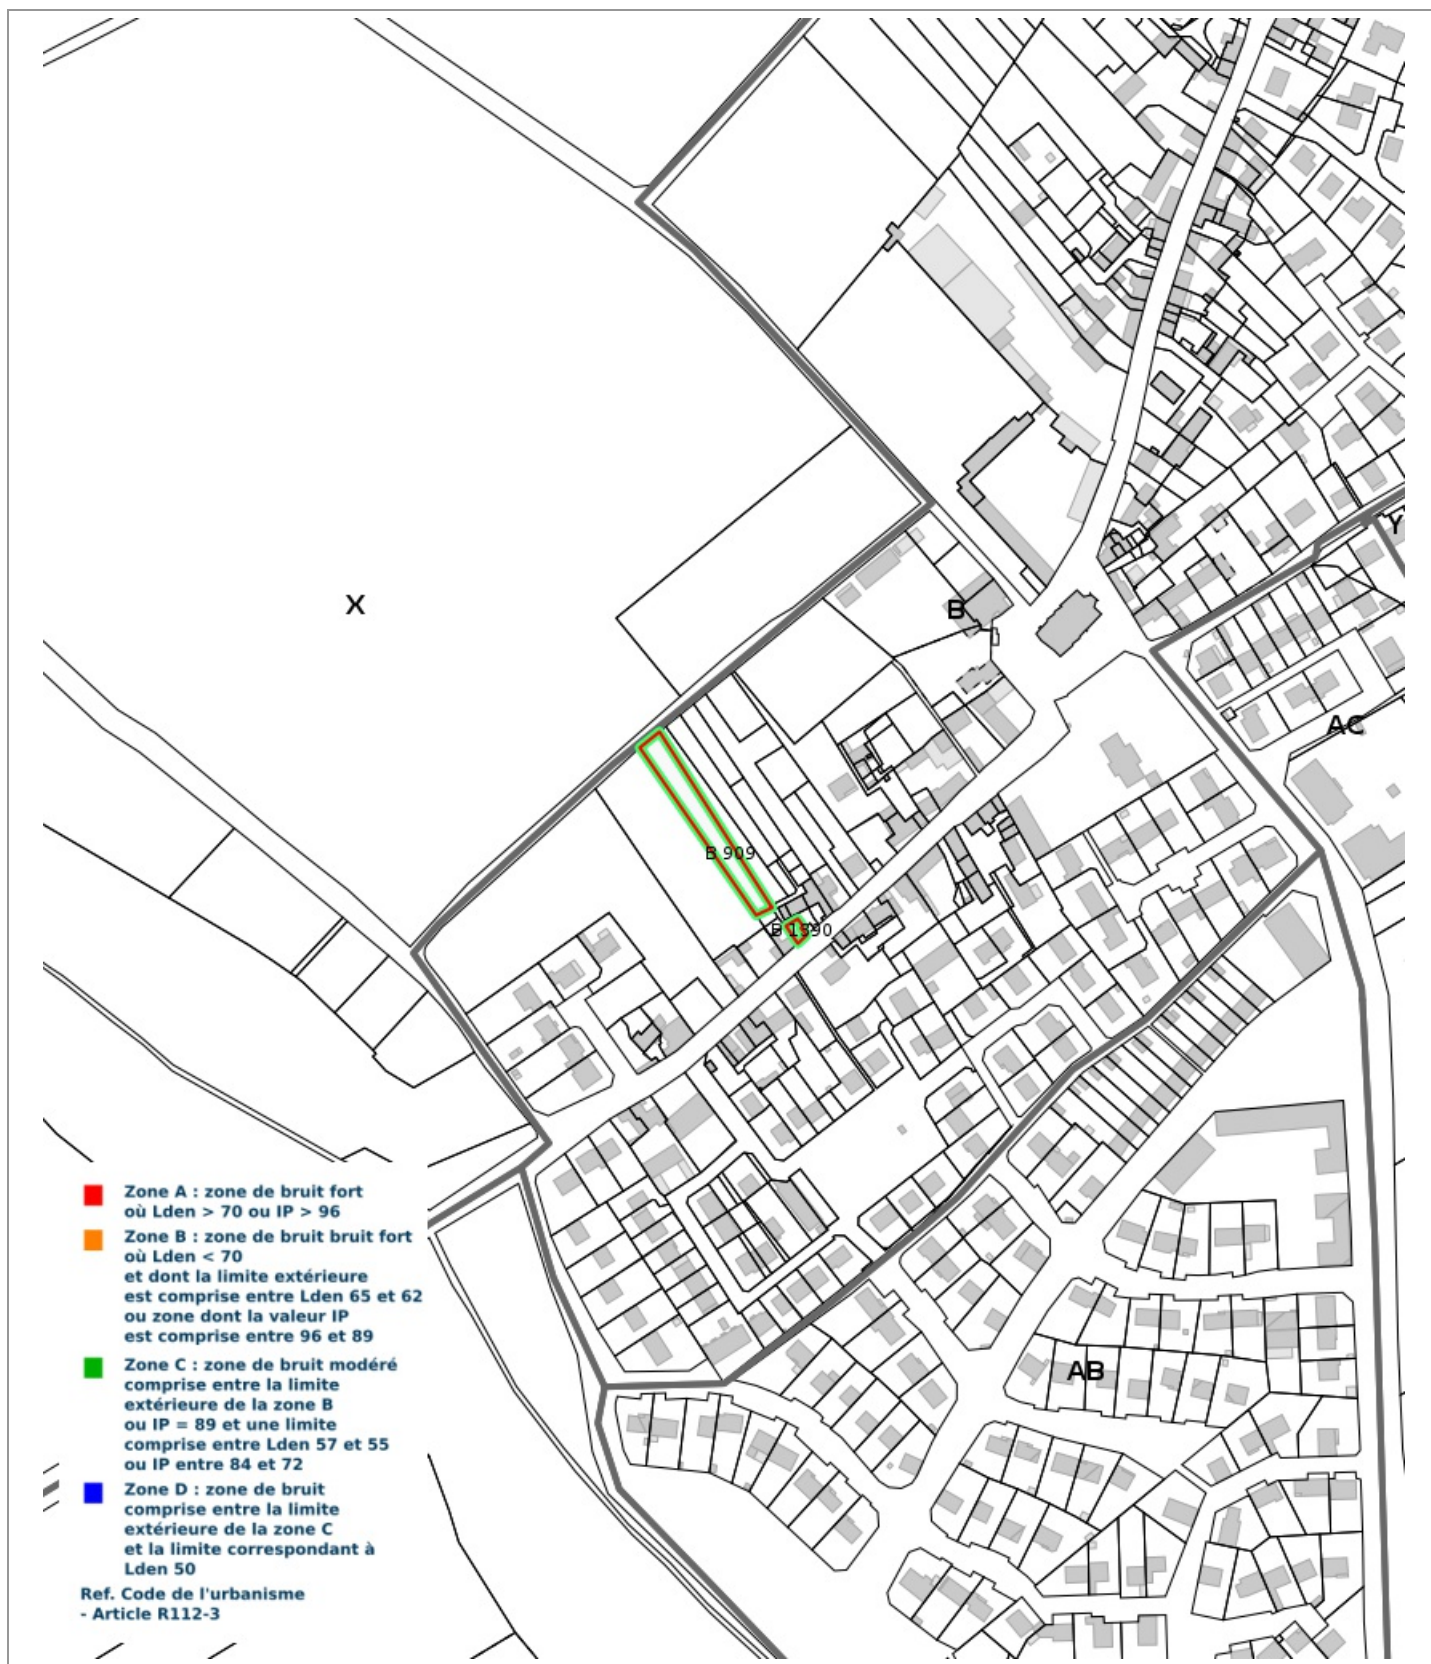 X
B
Y
AC
B 909
B 1390
AB
Zone A : zone de bruit fort
où Lden > 70 ou IP > 96
Zone B : zone de bruit bruit fort
où Lden < 70
et dont la limite extérieure
est comprise entre Lden 65 et 62
ou zone dont la valeur IP
est comprise entre 96 et 89
Zone C : zone de bruit modéré
comprise entre la limite
extérieure de la zone B
ou IP = 89 et une limite
comprise entre Lden 57 et 55
ou IP entre 84 et 72
Zone D : zone de bruit
comprise entre la limite
extérieure de la zone C
et la limite correspondant à
Lden 50
Ref. Code de l'urbanisme
- Article R112-3